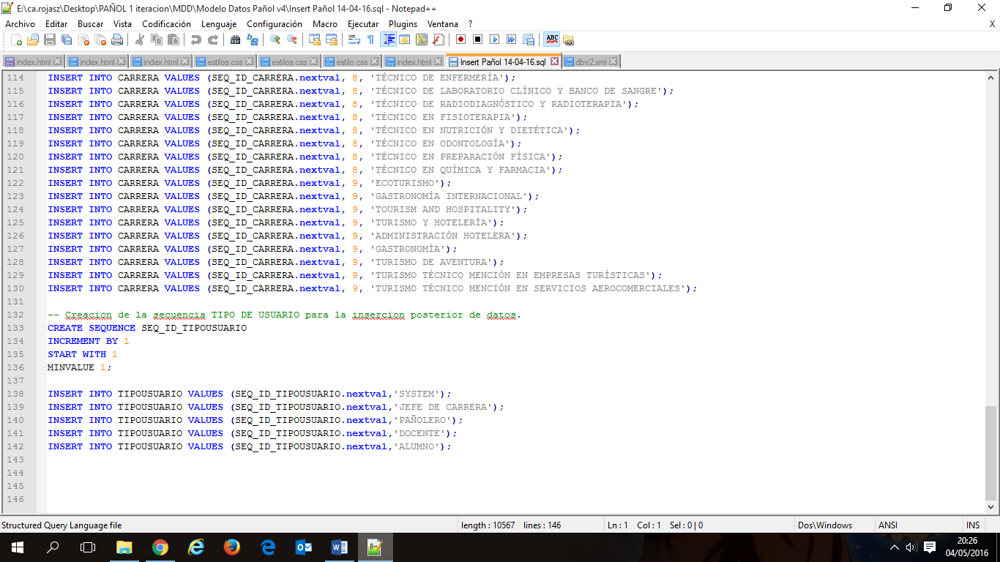 E:\ca.rojasz\Desktop\PAÑOL 1 iteracion\MDD\Modelo Datos Pañol v4\Insert Pañol 14-04-16.sql - Notepad++
Archivo Editar Buscar Vista Codificación Lenguaje Configuración Macro Ejecutar Plugins Ventana ? X
index.html index.html index.html estilos.css estilos.css estilo.css index.html Insert Pañol 14-04-16.sql dbv2.xml
114 INSERT INTO CARRERA VALUES (SEQ_ID_CARRERA.nextval, 8, 'TÉCNICO DE ENFERMERÍA');
115 INSERT INTO CARRERA VALUES (SEQ_ID_CARRERA.nextval, 8, 'TÉCNICO DE LABORATORIO CLÍNICO Y BANCO DE SANGRE');
116 INSERT INTO CARRERA VALUES (SEQ_ID_CARRERA.nextval, 8, 'TÉCNICO DE RADIODIAGNÓSTICO Y RADIOTERAPIA');
117 INSERT INTO CARRERA VALUES (SEQ_ID_CARRERA.nextval, 8, 'TÉCNICO EN FISIOTERAPIA');
118 INSERT INTO CARRERA VALUES (SEQ_ID_CARRERA.nextval, 8, 'TÉCNICO EN NUTRICIÓN Y DIETÉTICA');
119 INSERT INTO CARRERA VALUES (SEQ_ID_CARRERA.nextval, 8, 'TÉCNICO EN ODONTOLOGÍA');
120 INSERT INTO CARRERA VALUES (SEQ_ID_CARRERA.nextval, 8, 'TÉCNICO EN PREPARACIÓN FÍSICA');
121 INSERT INTO CARRERA VALUES (SEQ_ID_CARRERA.nextval, 8, 'TÉCNICO EN QUÍMICA Y FARMACIA');
122 INSERT INTO CARRERA VALUES (SEQ_ID_CARRERA.nextval, 9, 'ECOTURISMO');
123 INSERT INTO CARRERA VALUES (SEQ_ID_CARRERA.nextval, 9, 'GASTRONOMÍA INTERNACIONAL');
124 INSERT INTO CARRERA VALUES (SEQ_ID_CARRERA.nextval, 9, 'TOURISM AND HOSPITALITY');
125 INSERT INTO CARRERA VALUES (SEQ_ID_CARRERA.nextval, 9, 'TURISMO Y HOTELERÍA');
126 INSERT INTO CARRERA VALUES (SEQ_ID_CARRERA.nextval, 9, 'ADMINISTRACIÓN HOTELERA');
127 INSERT INTO CARRERA VALUES (SEQ_ID_CARRERA.nextval, 9, 'GASTRONOMÍA');
128 INSERT INTO CARRERA VALUES (SEQ_ID_CARRERA.nextval, 9, 'TURISMO DE AVENTURA');
129 INSERT INTO CARRERA VALUES (SEQ_ID_CARRERA.nextval, 9, 'TURISMO TÉCNICO MENCIÓN EN EMPRESAS TURÍSTICAS');
130 INSERT INTO CARRERA VALUES (SEQ_ID_CARRERA.nextval, 9, 'TURISMO TÉCNICO MENCIÓN EN SERVICIOS AEROCOMERCIALES');
131
132 -- Creacion de la secuencia TIPO DE USUARIO para la insercion posterior de datos.
133 CREATE SEQUENCE SEQ_ID_TIPOUSUARIO
134 INCREMENT BY 1
135 START WITH 1
136 MINVALUE 1;
137
138 INSERT INTO TIPOUSUARIO VALUES (SEQ_ID_TIPOUSUARIO.nextval,'SYSTEM');
139 INSERT INTO TIPOUSUARIO VALUES (SEQ_ID_TIPOUSUARIO.nextval,'JEFE DE CARRERA');
140 INSERT INTO TIPOUSUARIO VALUES (SEQ_ID_TIPOUSUARIO.nextval,'PAÑOLERO');
141 INSERT INTO TIPOUSUARIO VALUES (SEQ_ID_TIPOUSUARIO.nextval,'DOCENTE');
142 INSERT INTO TIPOUSUARIO VALUES (SEQ_ID_TIPOUSUARIO.nextval,'ALUMNO');
143
144
145
146
Structured Query Language file length : 10567 lines : 146 Ln : 1 Col : 1 Sel : 0 | 0 Dos\Windows ANSI INS
20:26
04/05/2016